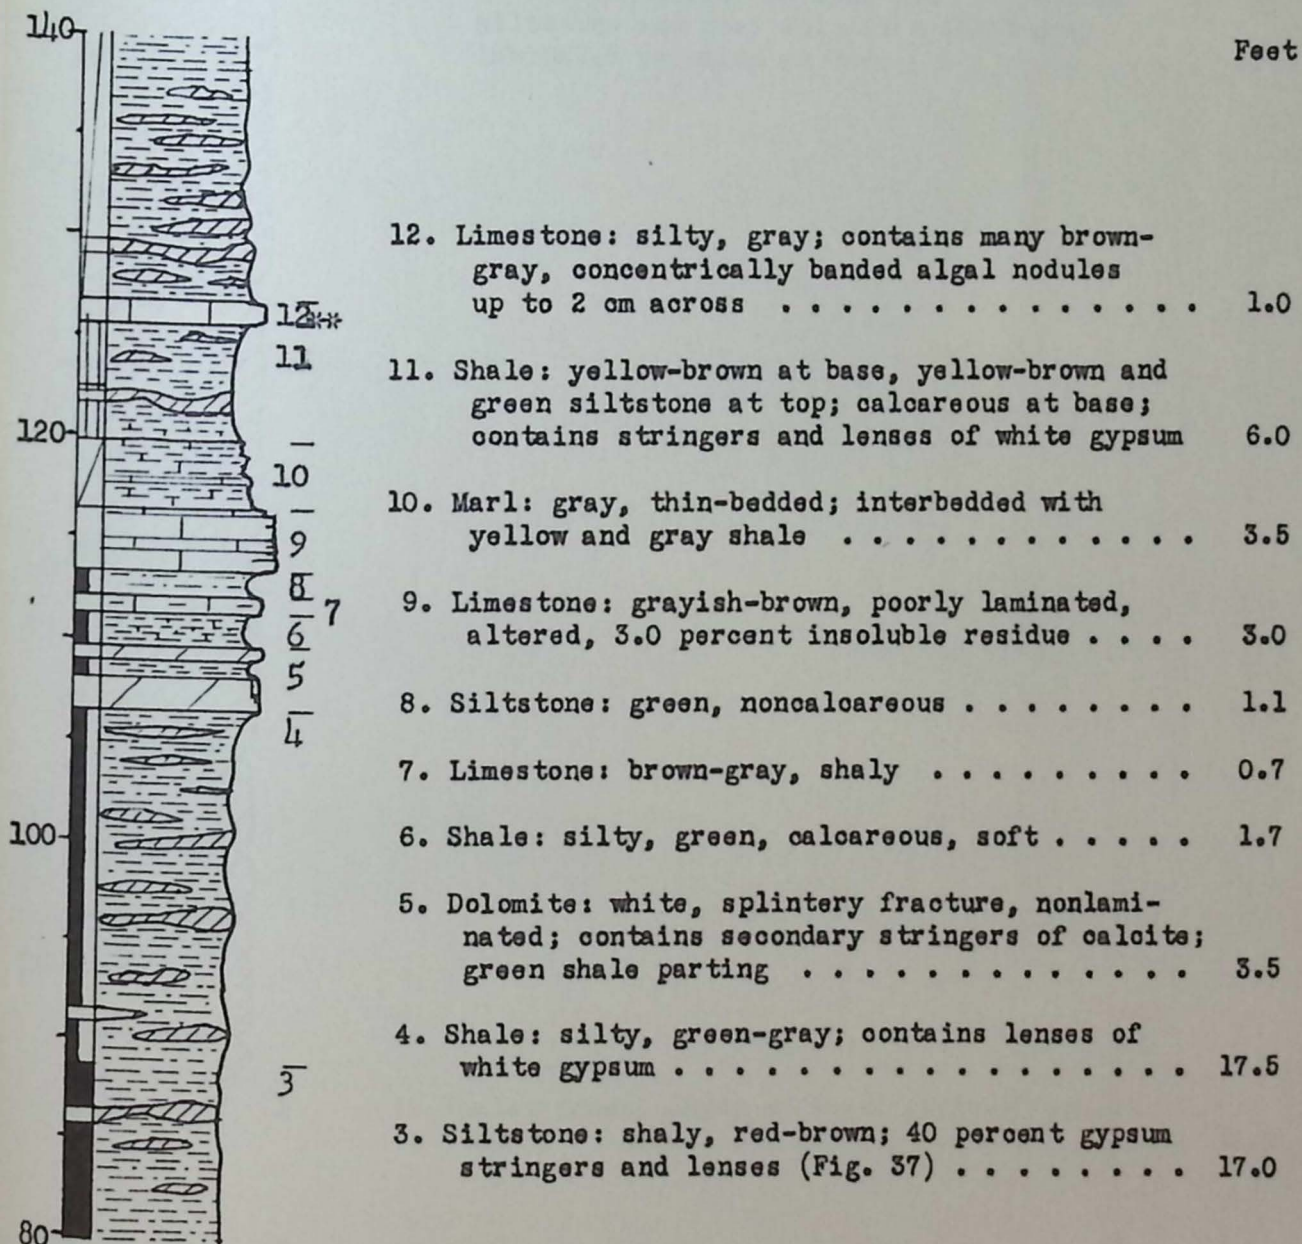 140
Feet
12. Limestone: silty, gray; contains many brown-
gray, concentrically banded algal nodules
up to 2 cm across . . . . . . . . . . . . . . 1.0
12**
11
11. Shale: yellow-brown at base, yellow-brown and
green siltstone at top; calcareous at base;
contains stringers and lenses of white gypsum 6.0
120
10
10. Marl: gray, thin-bedded; interbedded with
yellow and gray shale . . . . . . . . . . . . 3.5
9
8
7
6
5
4
9. Limestone: grayish-brown, poorly laminated,
altered, 3.0 percent insoluble residue . . . . 3.0
8. Siltstone: green, noncalcareous . . . . . . . . 1.1
7. Limestone: brown-gray, shaly . . . . . . . . . 0.7
100
6. Shale: silty, green, calcareous, soft . . . . . 1.7
5. Dolomite: white, splintery fracture, nonlami-
nated; contains secondary stringers of calcite;
green shale parting . . . . . . . . . . . . . 3.5
4. Shale: silty, green-gray; contains lenses of
white gypsum . . . . . . . . . . . . . . . . . 17.5
3
3. Siltstone: shaly, red-brown; 40 percent gypsum
stringers and lenses (Fig. 37) . . . . . . . . 17.0
80